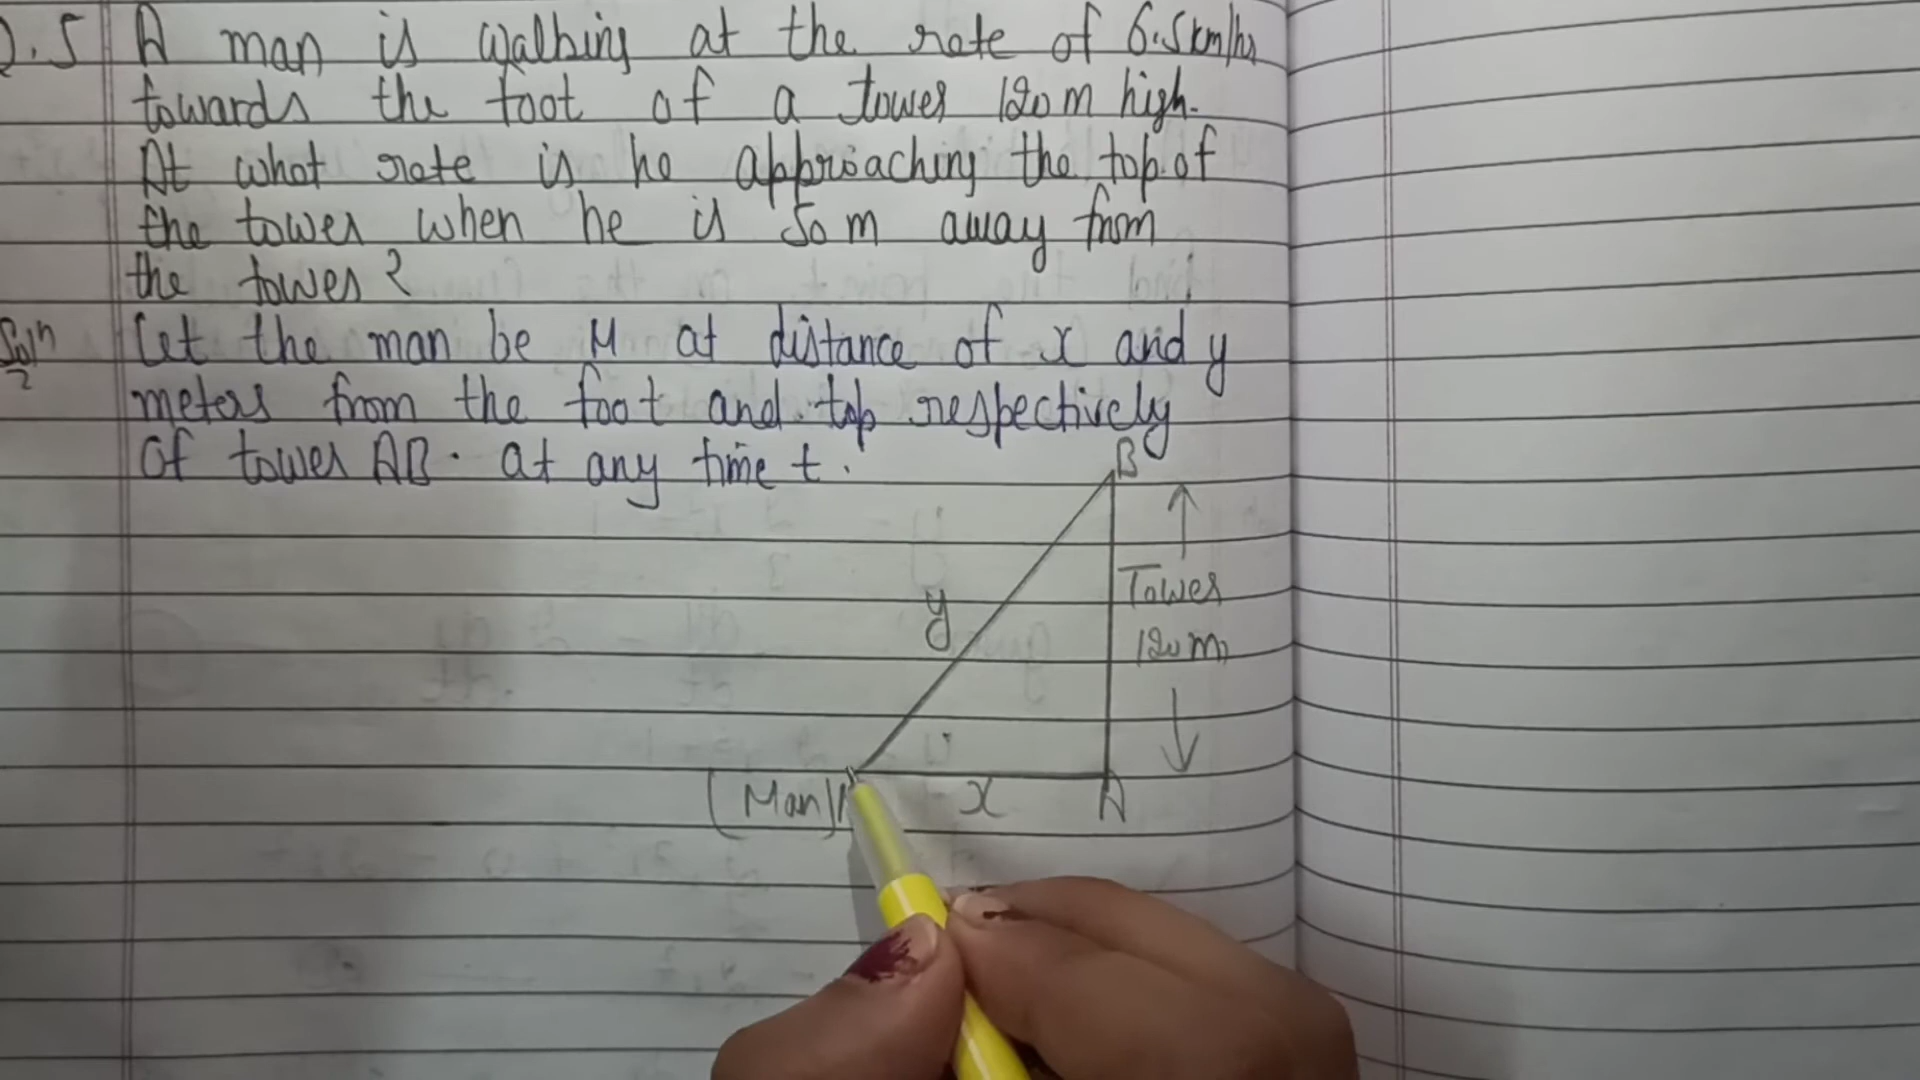 Q.5 A man is walking at the rate of 6.5km/hr
towards the foot of a tower 120 m high.
At what rate is he approaching the top of
the tower when he is 50 m away from
the tower?
Soln Let the man be M at distance of x and y
meters from the foot and top respectively
of tower AB. at any time t.
B
y
Tower
120 m
(Man)
x
A